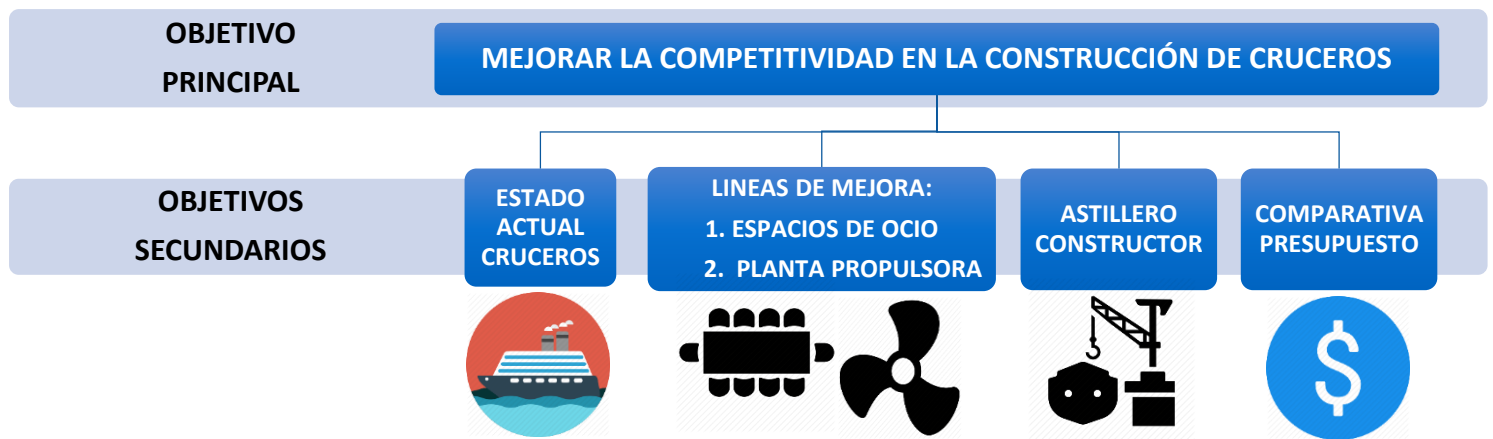 OBJETIVO
PRINCIPAL
MEJORAR LA COMPETITIVIDAD EN LA CONSTRUCCIÓN DE CRUCEROS
OBJETIVOS
SECUNDARIOS
ESTADO
ACTUAL
CRUCEROS
LINEAS DE MEJORA:
1. ESPACIOS DE OCIO
2. PLANTA PROPULSORA
ASTILLERO
CONSTRUCTOR
COMPARATIVA
PRESUPUESTO
$